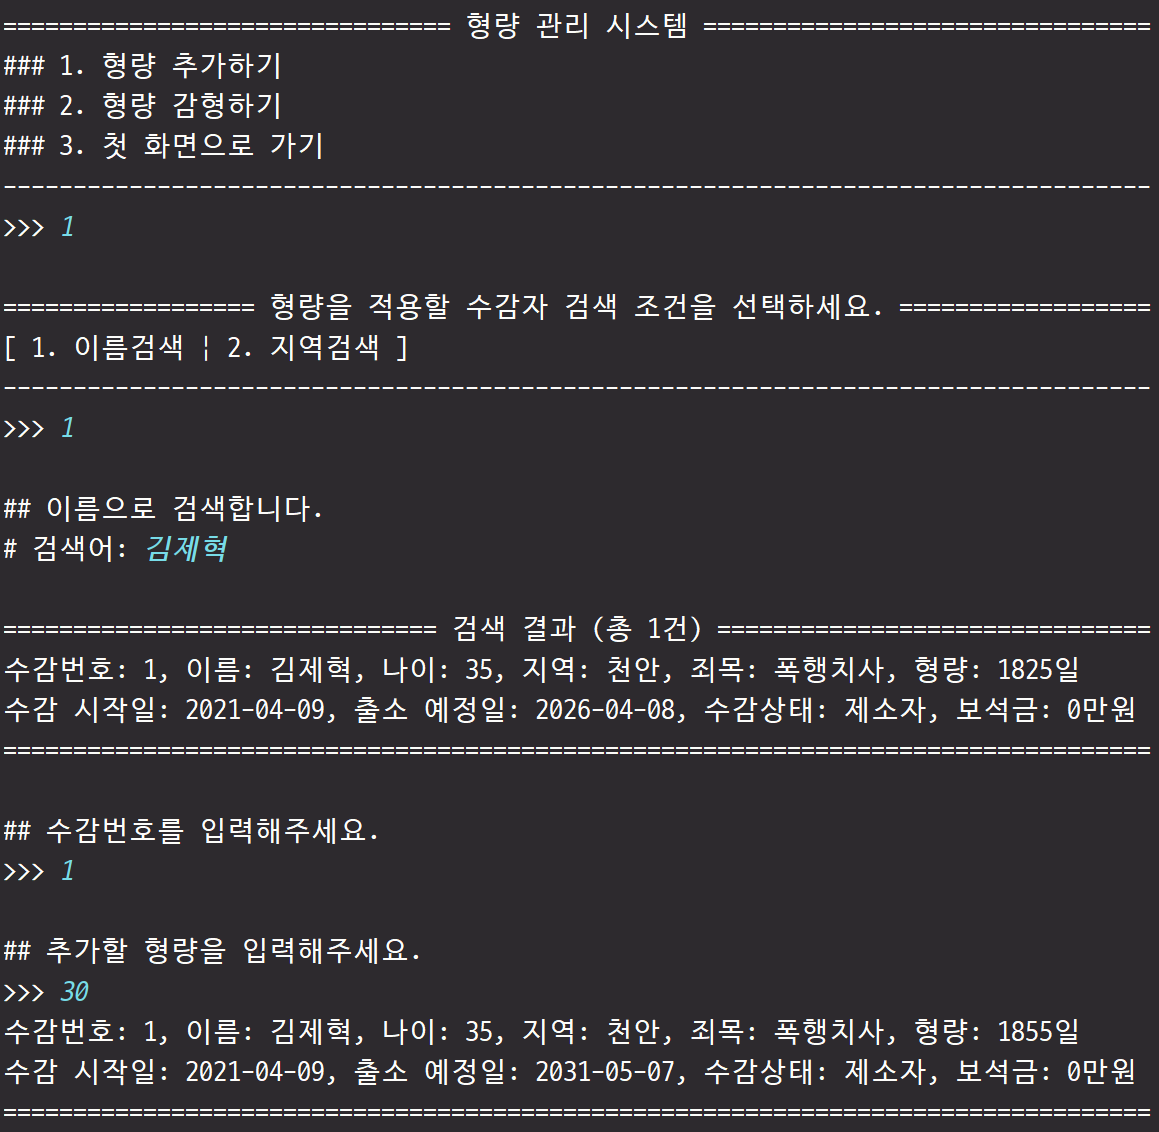 ================================ 형량 관리 시스템 ================================
### 1. 형량 추가하기
### 2. 형량 감형하기
### 3. 첫 화면으로 가기
----------------------------------------------------------------------------------
>>> 1
================== 형량을 적용할 수감자 검색 조건을 선택하세요. ==================
[ 1. 이름검색 ¦ 2. 지역검색 ]
----------------------------------------------------------------------------------
>>> 1
## 이름으로 검색합니다.
# 검색어: 김제혁
=============================== 검색 결과 (총 1건) ===============================
수감번호: 1, 이름: 김제혁, 나이: 35, 지역: 천안, 죄목: 폭행치사, 형량: 1825일
수감 시작일: 2021-04-09, 출소 예정일: 2026-04-08, 수감상태: 제소자, 보석금: 0만원
==================================================================================
## 수감번호를 입력해주세요.
>>> 1
## 추가할 형량을 입력해주세요.
>>> 30
수감번호: 1, 이름: 김제혁, 나이: 35, 지역: 천안, 죄목: 폭행치사, 형량: 1855일
수감 시작일: 2021-04-09, 출소 예정일: 2031-05-07, 수감상태: 제소자, 보석금: 0만원
==================================================================================